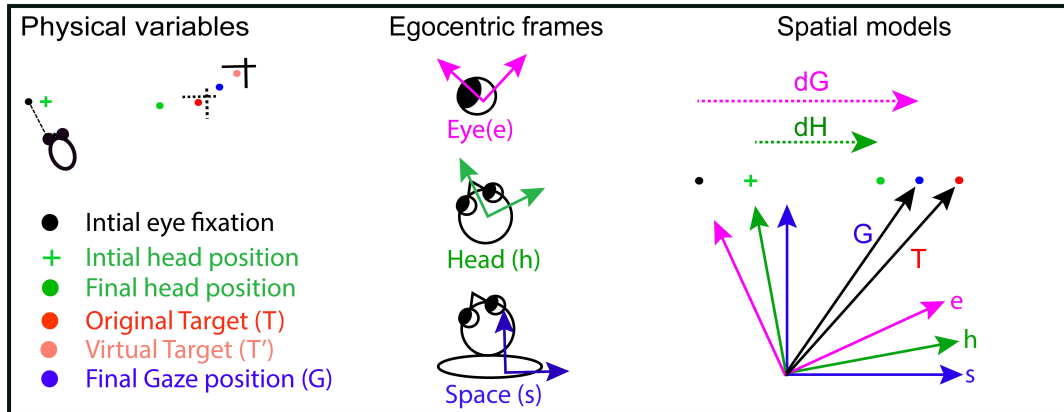 Physical variables
Egocentric frames
Spatial models
Eye(e)
Head (h)
Space (s)
dG
dH
G
T
e
h
s
Intial eye fixation
Intial head position
Final head position
Original Target (T)
Virtual Target (T’)
Final Gaze position (G)